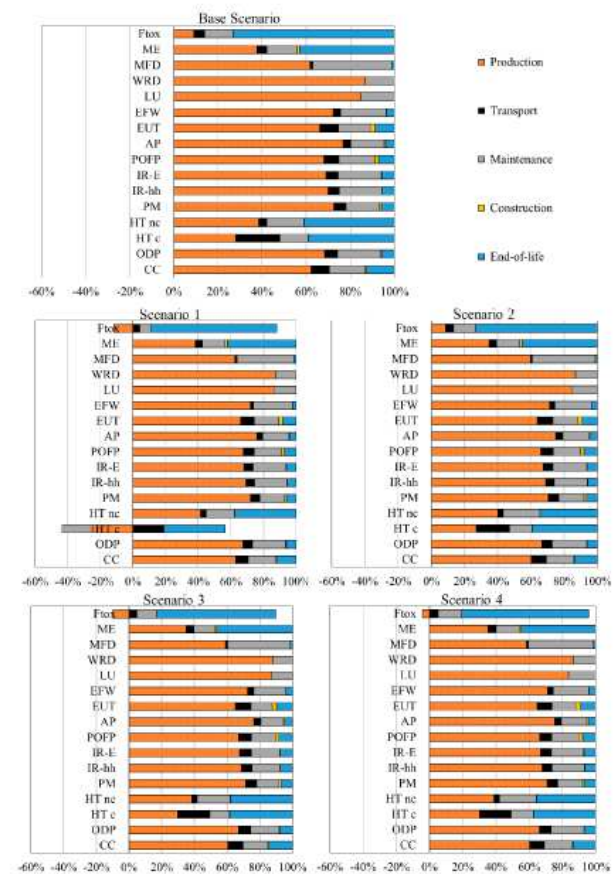 Base Scenario
Ftox
ME
MFD
WRD
LU
EFW
EUT
AP
POFP
IR-E
IR-hh
PM
HT nc
HT c
ODP
CC
-60% -40% -20% 0% 20% 40% 60% 80% 100%
Production
Transport
Maintenance
Construction
End-of-life
Scenario 1
Ftox
ME
MFD
WRD
LU
EFW
EUT
AP
POFP
IR-E
IR-hh
PM
HT nc
HT c
ODP
CC
-60% -40% -20% 0% 20% 40% 60% 80% 100%
Scenario 2
Ftox
ME
MFD
WRD
LU
EFW
EUT
AP
POFP
IR-E
IR-hh
PM
HT nc
HT c
ODP
CC
-60% -40% -20% 0% 20% 40% 60% 80% 100%
Scenario 3
Ftox
ME
MFD
WRD
LU
EFW
EUT
AP
POFP
IR-E
IR-hh
PM
HT nc
HT c
ODP
CC
-60% -40% -20% 0% 20% 40% 60% 80% 100%
Scenario 4
Ftox
ME
MFD
WRD
LU
EFW
EUT
AP
POFP
IR-E
IR-hh
PM
HT nc
HT c
ODP
CC
-60% -40% -20% 0% 20% 40% 60% 80% 100%